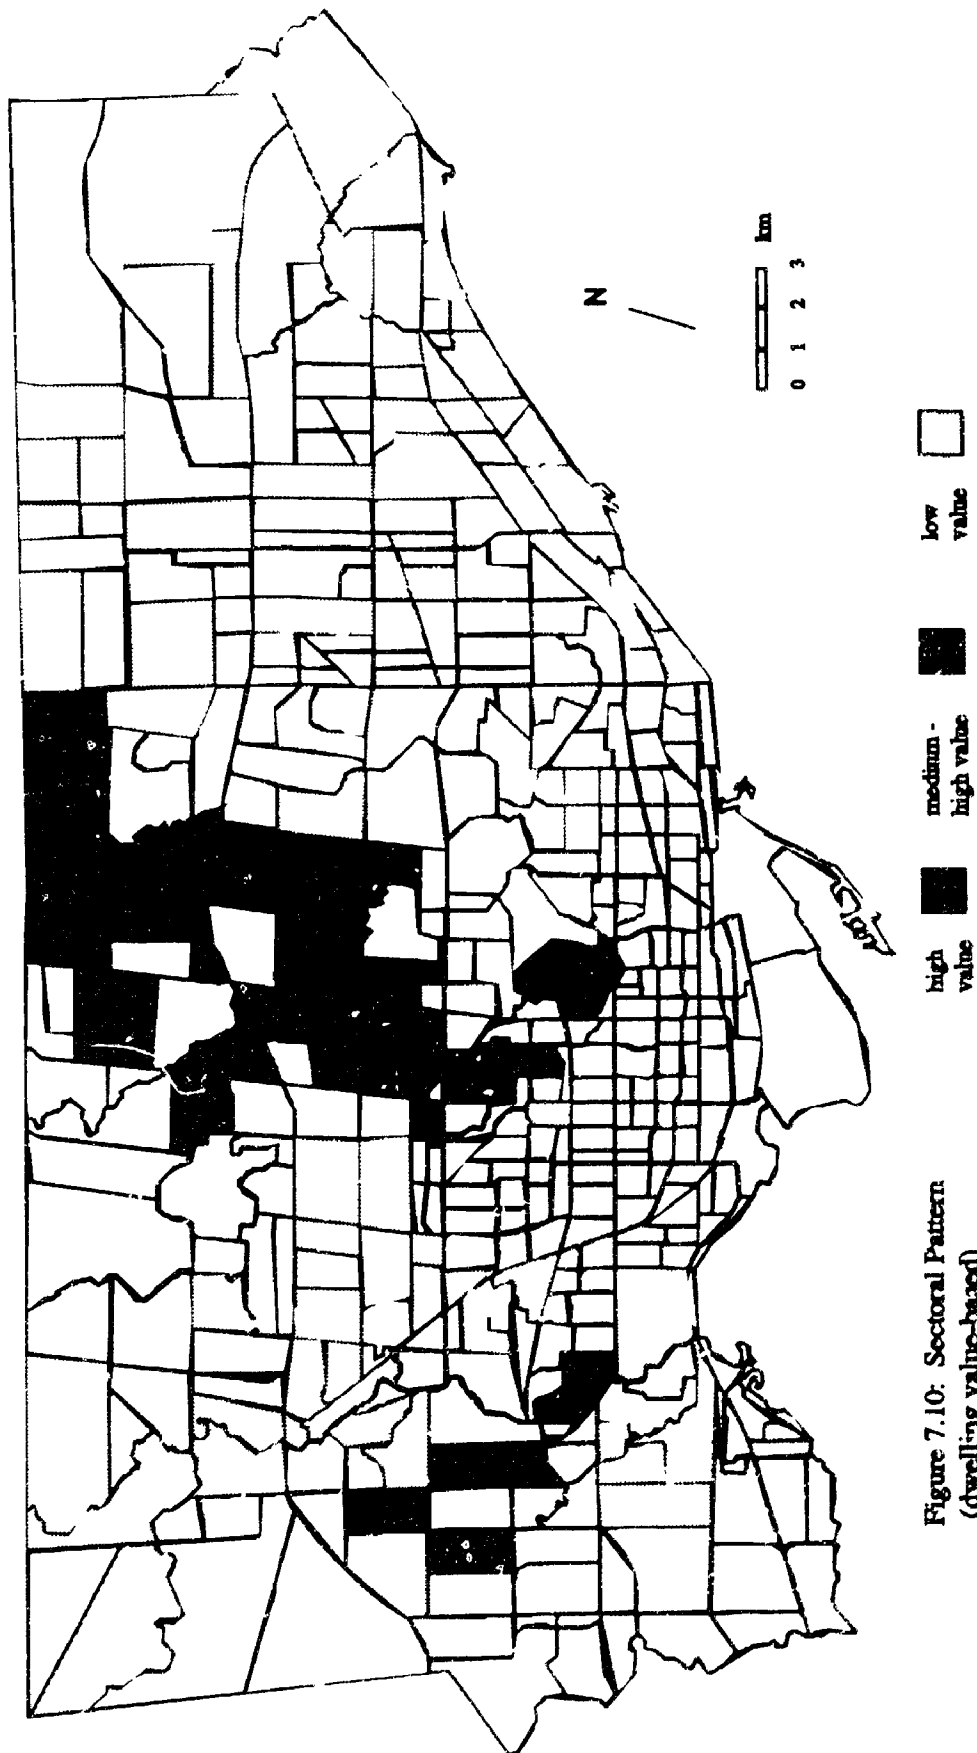 N
km
0 1 2 3
Figure 7.10: Sectoral Pattern
(dwelling value-based)
high
value
medium -
high value
low
value